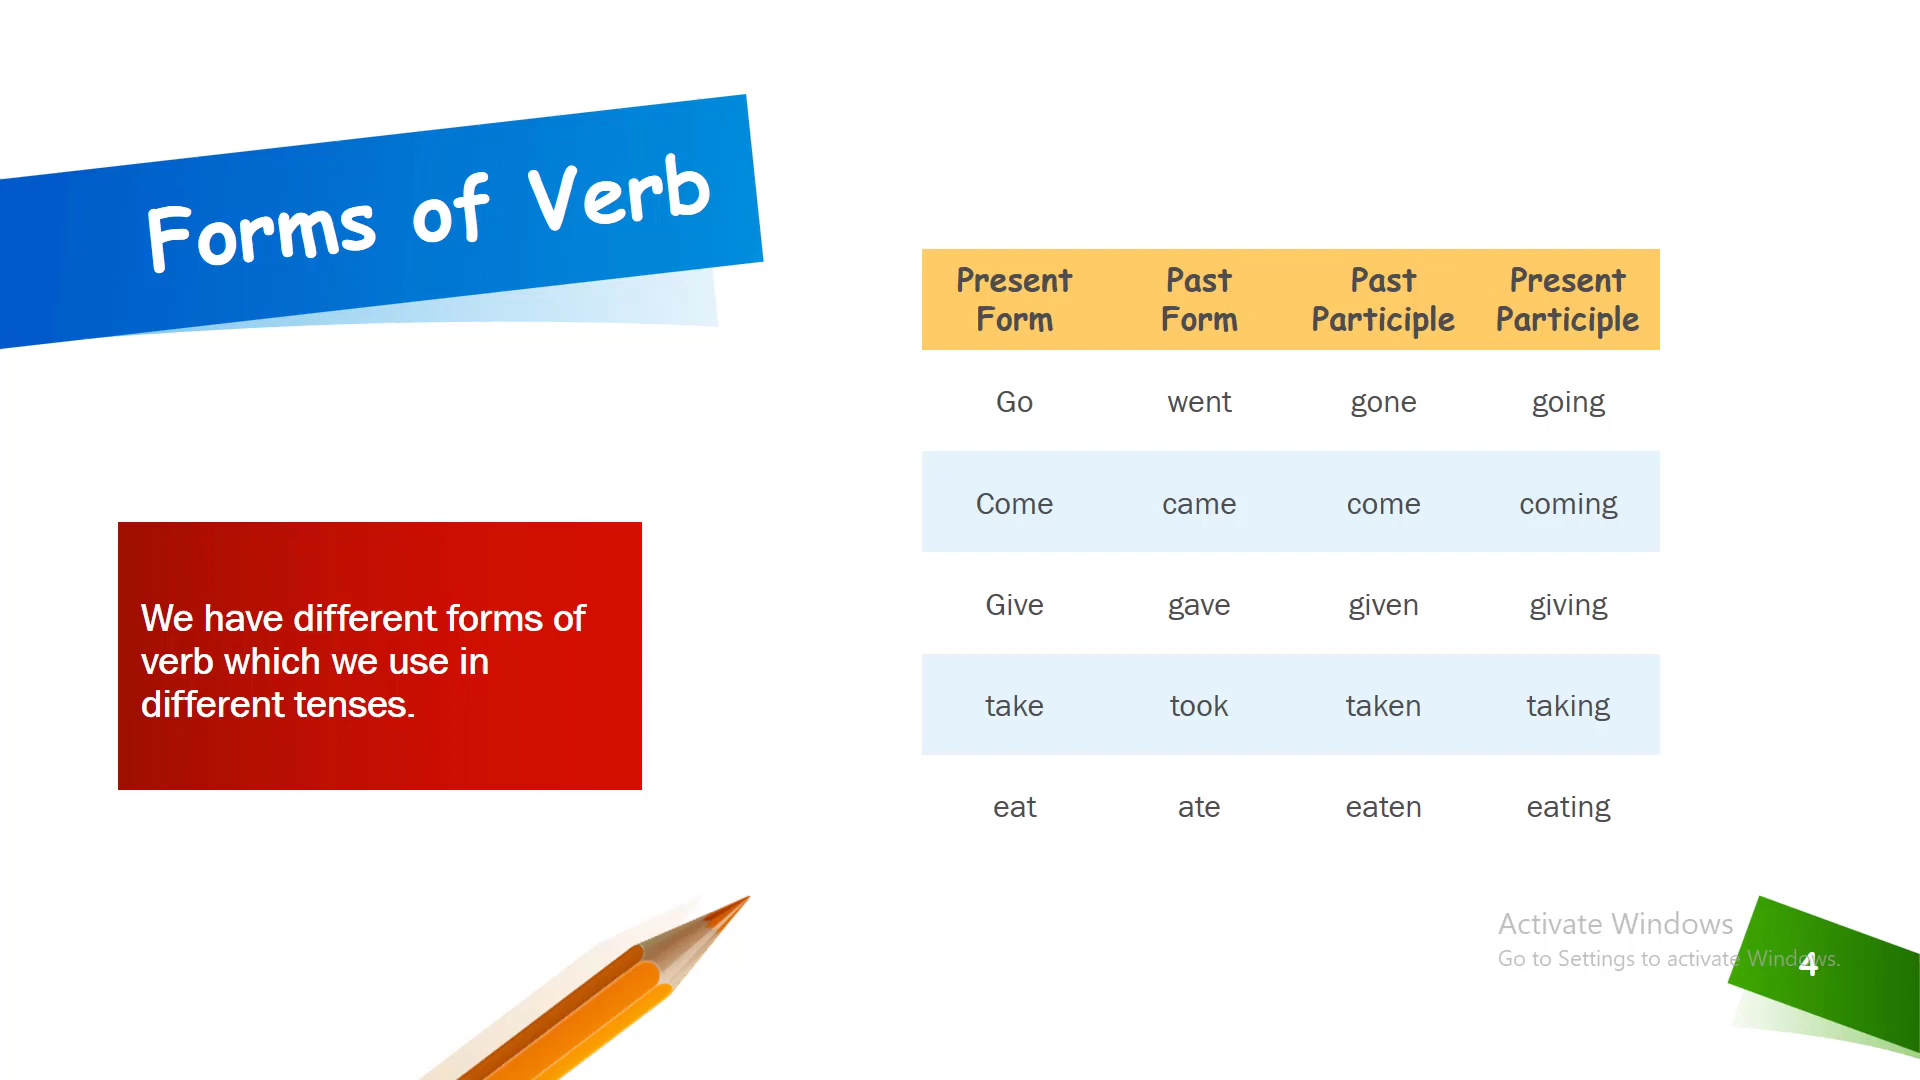 Forms of Verb
We have different forms of
verb which we use in
different tenses.
Present Past Past Present
Form Form Participle Participle
Go went gone going
Come came come coming
Give gave given giving
take took taken taking
eat ate eaten eating
Activate Windows
Go to Settings to activate Windows.
4